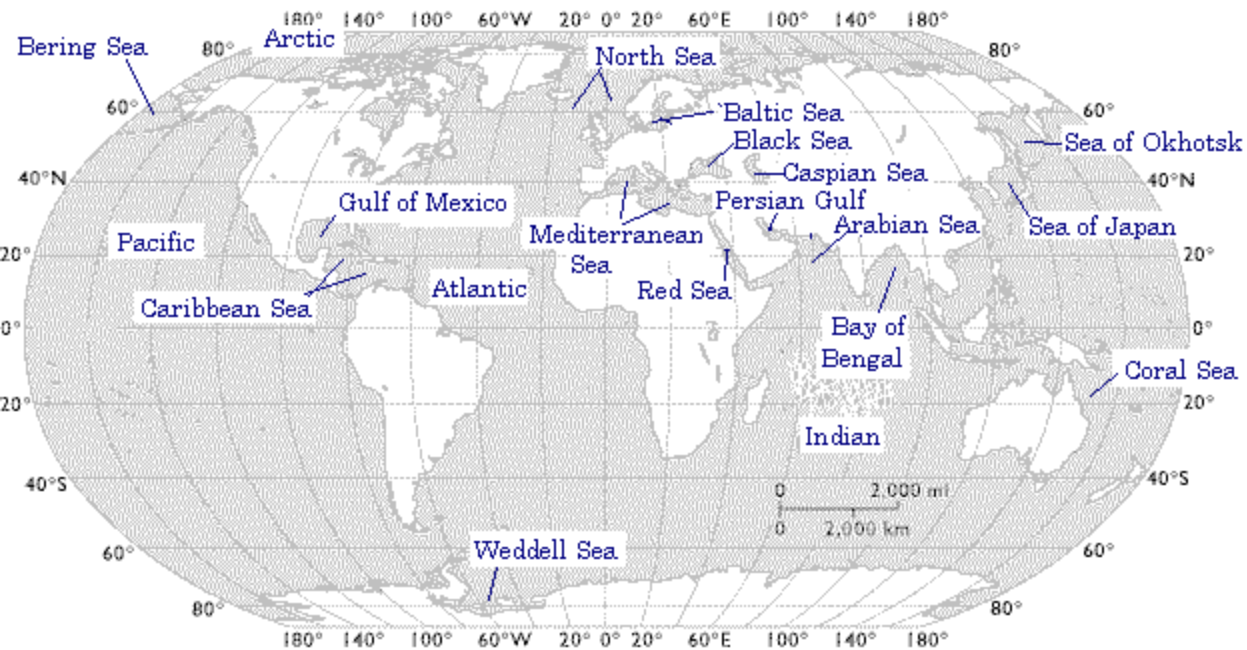 180° 140° 100° 60°W 20° 0° 20° 60°E 100° 140° 180°
Arctic
Bering Sea
80° 80°
North Sea
60° 60°
Baltic Sea
Black Sea
Sea of Okhotsk
Caspian Sea
40°N 40°N
Persian Gulf
Gulf of Mexico
Arabian Sea
Sea of Japan
Mediterranean
Sea
Pacific
20° 20°
Red Sea
Atlantic
Caribbean Sea
0° 0°
Bay of
Bengal
Coral Sea
20° 20°
Indian
40°S 40°S
0 2,000 mi
0 2,000 km
Weddell Sea
60° 60°
80° 80°
180° 140° 100° 60°W 20° 0° 20° 60°E 100° 140° 180°